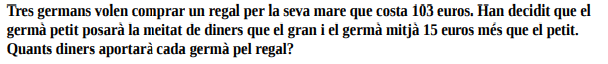 Tres germans volen comprar un regal per la seva mare que costa 103 euros. Han decidit que el
germà petit posarà la meitat de diners que el gran i el germà mitjà 15 euros més que el petit.
Quants diners aportarà cada germà pel regal?